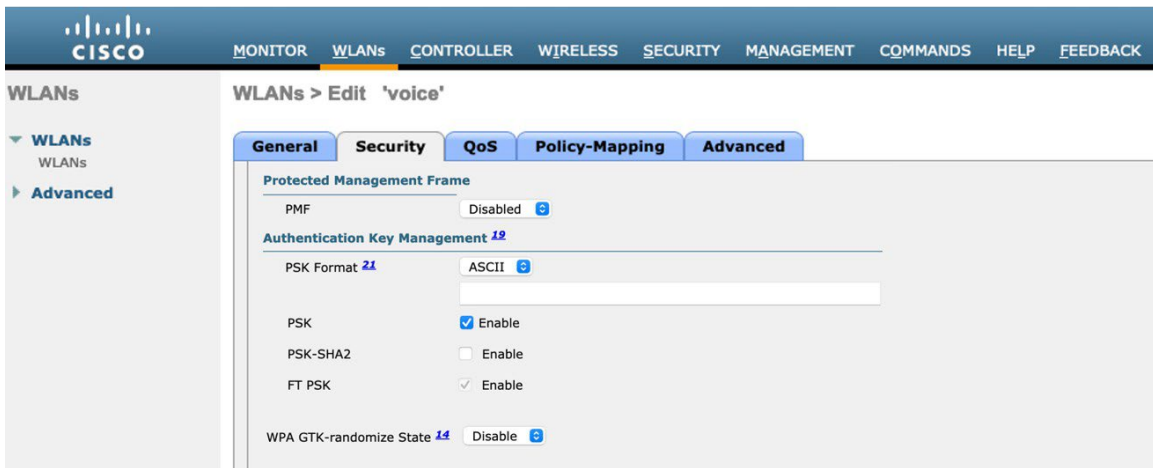 CISCO
MONITOR WLANs CONTROLLER WIRELESS SECURITY MANAGEMENT COMMANDS HELP FEEDBACK
WLANs
WLANs > Edit 'voice'
WLANs
WLANs
Advanced
General Security QoS Policy-Mapping Advanced
Protected Management Frame
PMF Disabled
Authentication Key Management 19
PSK Format 21 ASCII
PSK Enable
PSK-SHA2 Enable
FT PSK Enable
WPA GTK-randomize State 14 Disable